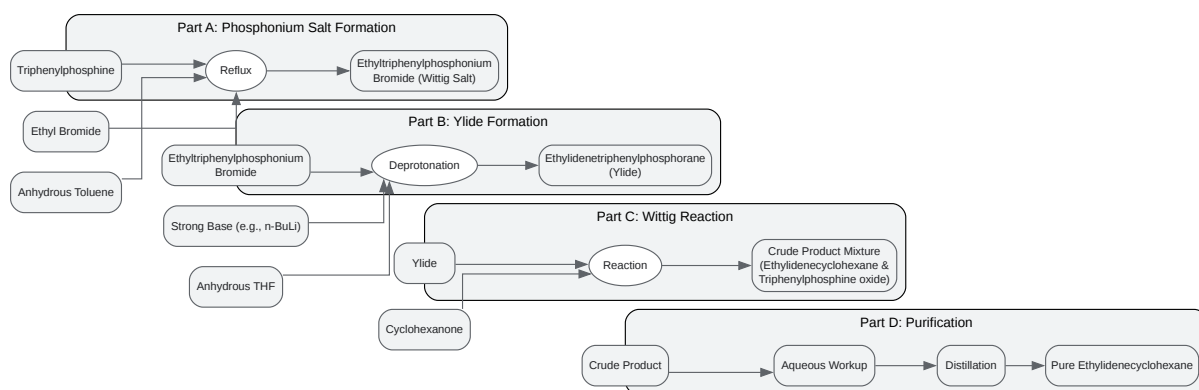 Part A: Phosphonium Salt Formation
Triphenylphosphine
Reflux
Ethyltriphenylphosphonium
Bromide (Wittig Salt)
Ethyl Bromide
Anhydrous Toluene
Part B: Ylide Formation
Ethyltriphenylphosphonium
Bromide
Deprotonation
Ethylidenetriphenylphosphorane
(Ylide)
Strong Base (e.g., n-BuLi)
Anhydrous THF
Part C: Wittig Reaction
Ylide
Reaction
Crude Product Mixture
(Ethylidenecyclohexane &
Triphenylphosphine oxide)
Cyclohexanone
Part D: Purification
Crude Product
Aqueous Workup
Distillation
Pure Ethylidenecyclohexane